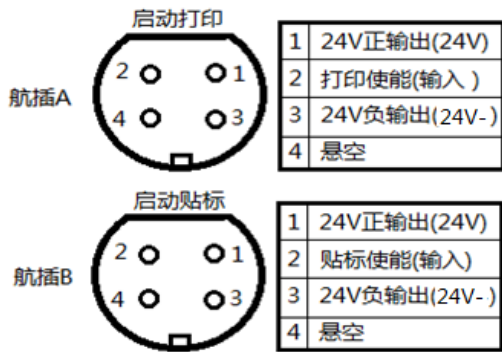 启动打印
航插A
2
1
4
3
1 24V正输出(24V)
2 打印使能(输入 )
3 24V负输出(24V-)
4 悬空
启动贴标
航插B
2
1
4
3
1 24V正输出(24V)
2 贴标使能(输入)
3 24V负输出(24V-)
4 悬空